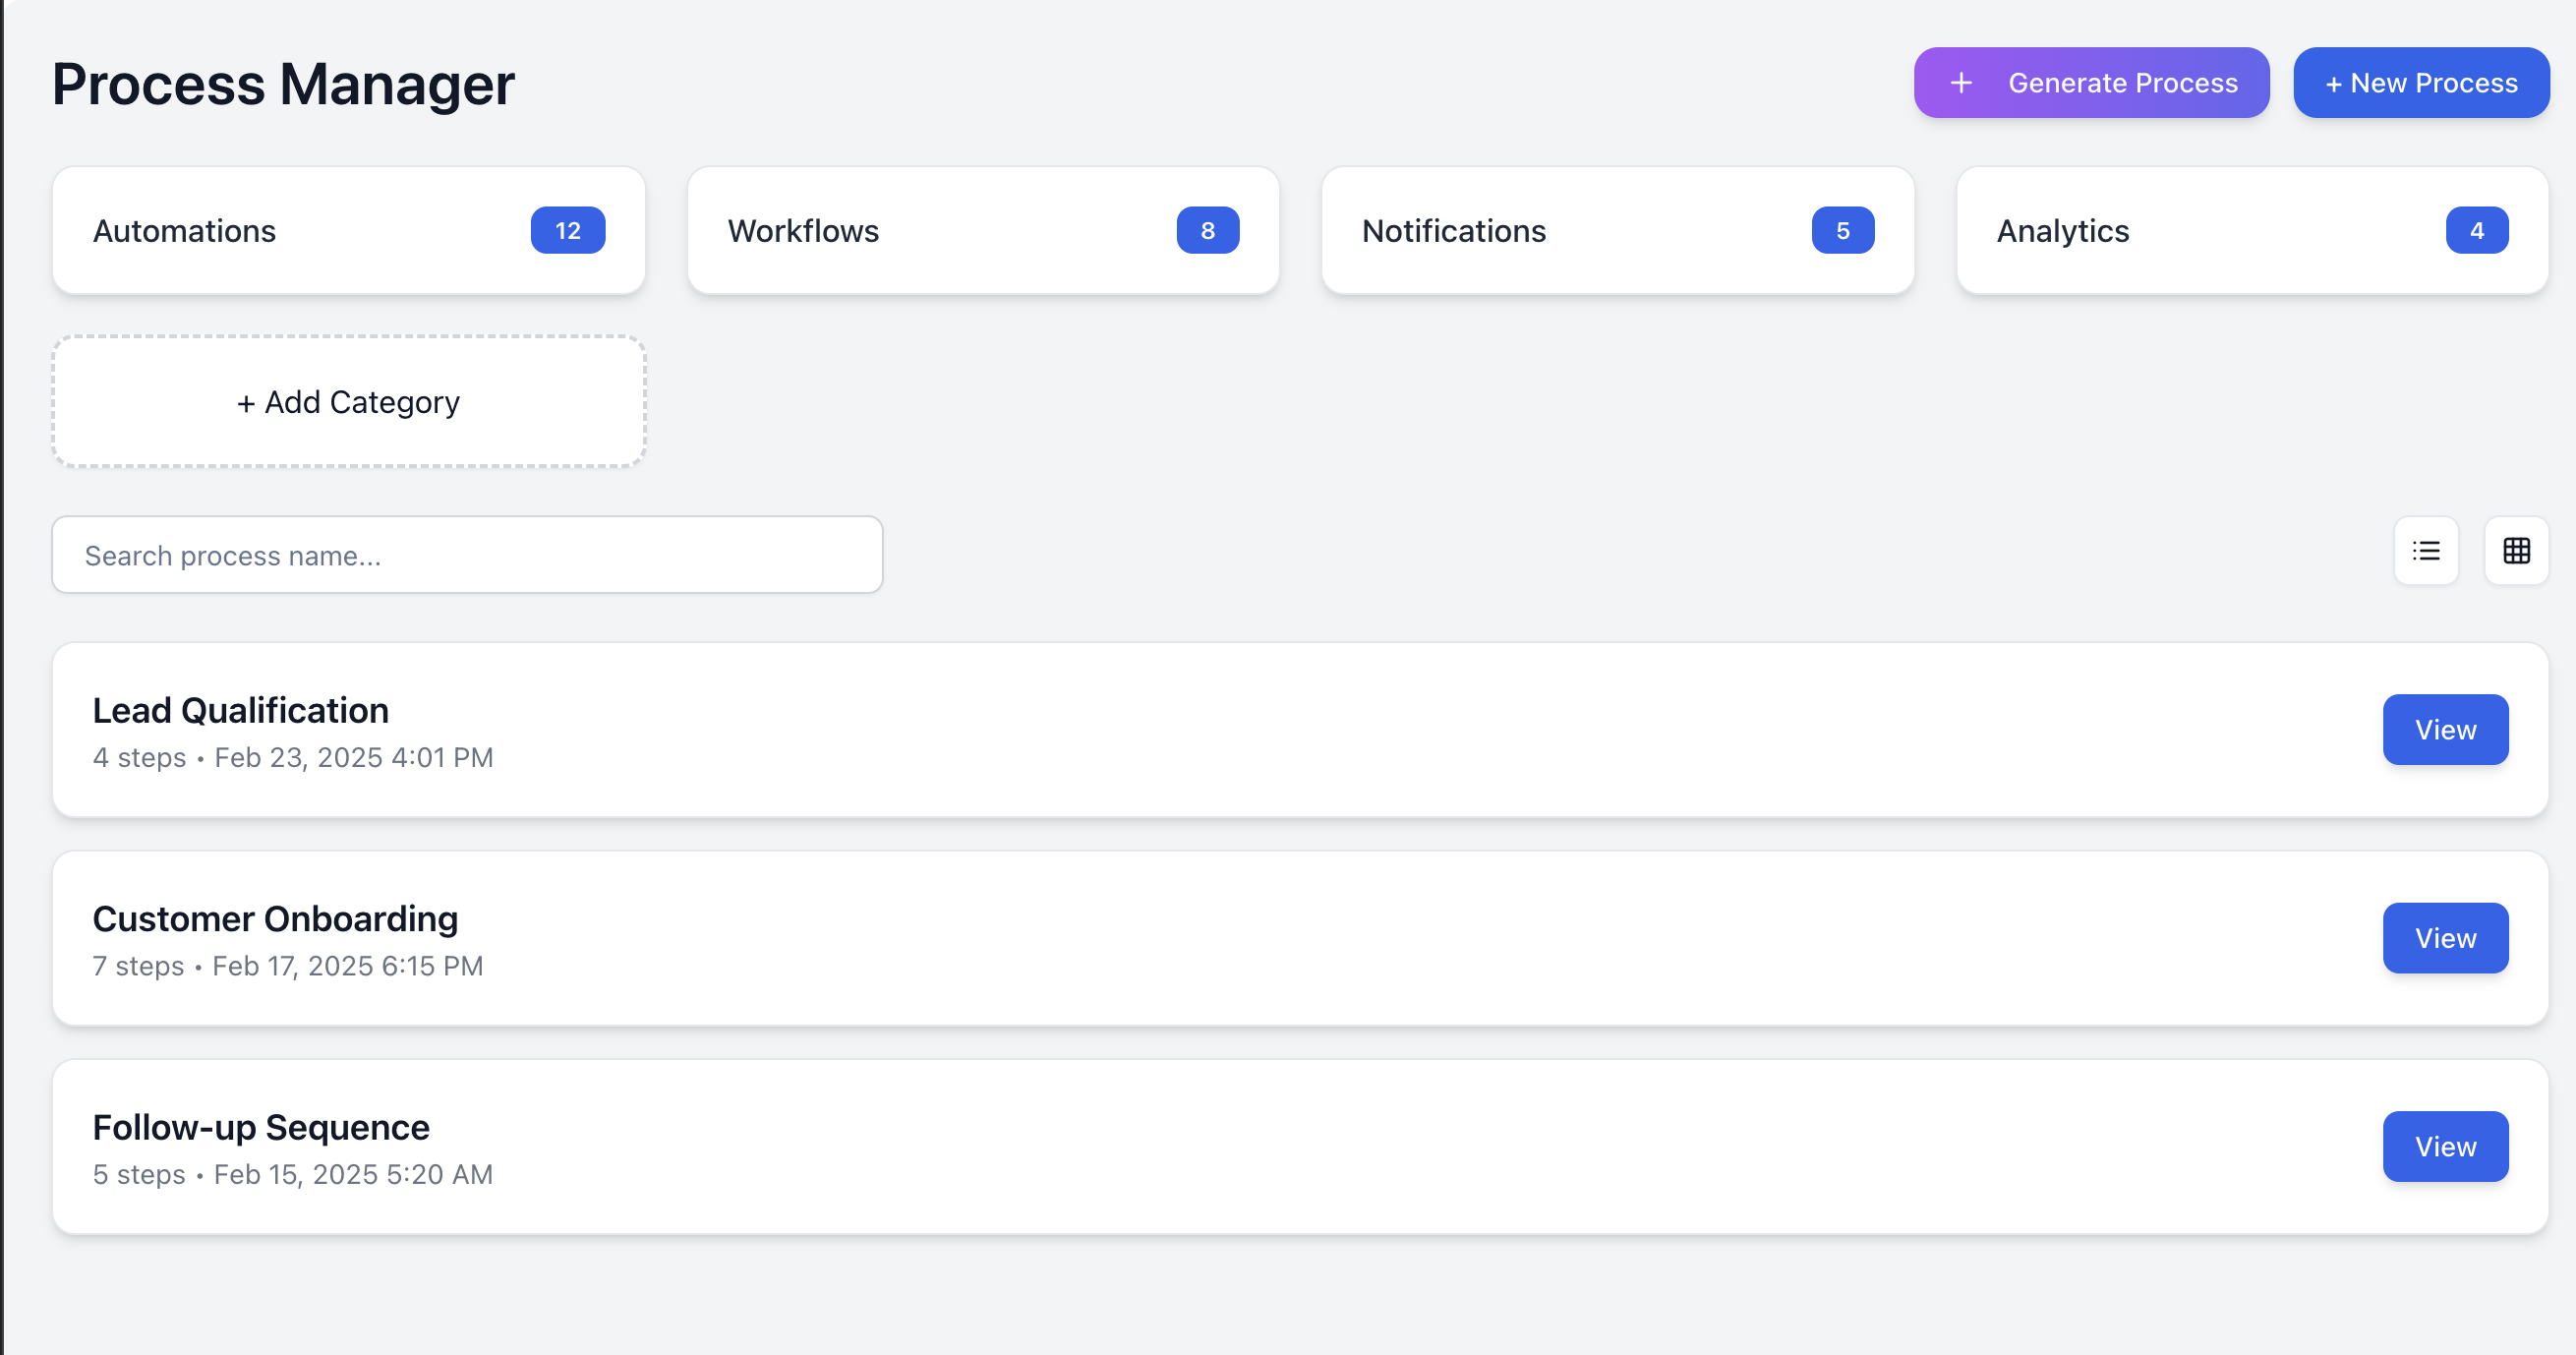 Process Manager
+ Generate Process
+ New Process
Automations 12
Workflows 8
Notifications 5
Analytics 4
+ Add Category
Search process name...
Lead Qualification
4 steps • Feb 23, 2025 4:01 PM
View
Customer Onboarding
7 steps • Feb 17, 2025 6:15 PM
View
Follow-up Sequence
5 steps • Feb 15, 2025 5:20 AM
View